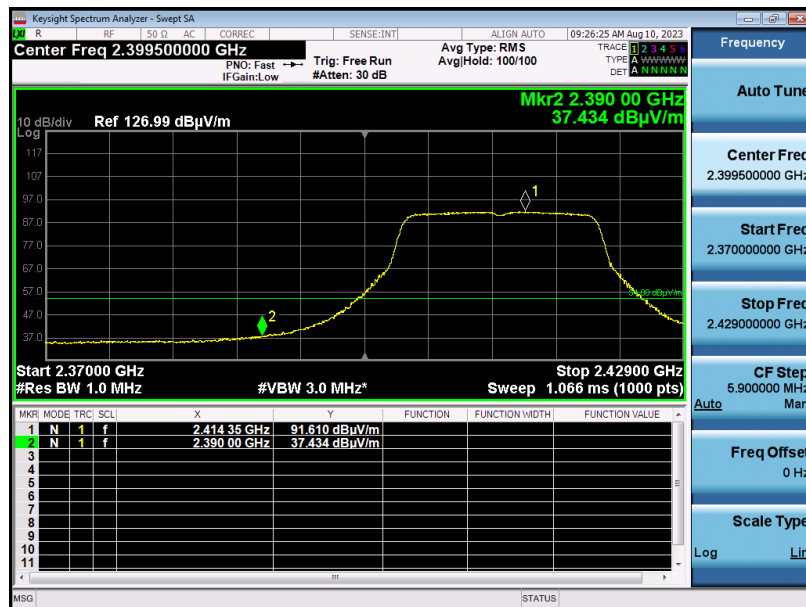 Keysight Spectrum Analyzer - Swept SA
LXI R RF 50 Ω AC CORREC SENSE:INT ALIGN AUTO 09:26:25 AM Aug 10, 2023
Center Freq 2.399500000 GHz
PNO: Fast
IFGain:Low
Trig: Free Run
#Atten: 30 dB
Avg Type: RMS
Avg|Hold: 100/100
TRACE 1 2 3 4 5 6
TYPE A WWWWW
DET A N N N N N
Mkr2 2.390 00 GHz
37.434 dBµV/m
10 dB/div Ref 126.99 dBµV/m
Log
117
107
97.0
87.0
77.0
67.0
57.0
47.0
37.0
1
2
54.00 dBµV/m
Start 2.37000 GHz Stop 2.42900 GHz
#Res BW 1.0 MHz #VBW 3.0 MHz* Sweep 1.066 ms (1000 pts)
MKR MODE TRC SCL X Y FUNCTION FUNCTION WIDTH FUNCTION VALUE
1 N 1 f 2.414 35 GHz 91.610 dBµV/m
2 N 1 f 2.390 00 GHz 37.434 dBµV/m
3
4
5
6
7
8
9
10
11
MSG STATUS
Frequency
Auto Tune
Center Freq
2.399500000 GHz
Start Freq
2.370000000 GHz
Stop Freq
2.429000000 GHz
CF Step
5.900000 MHz
Auto Man
Freq Offset
0 Hz
Scale Type
Log Lin